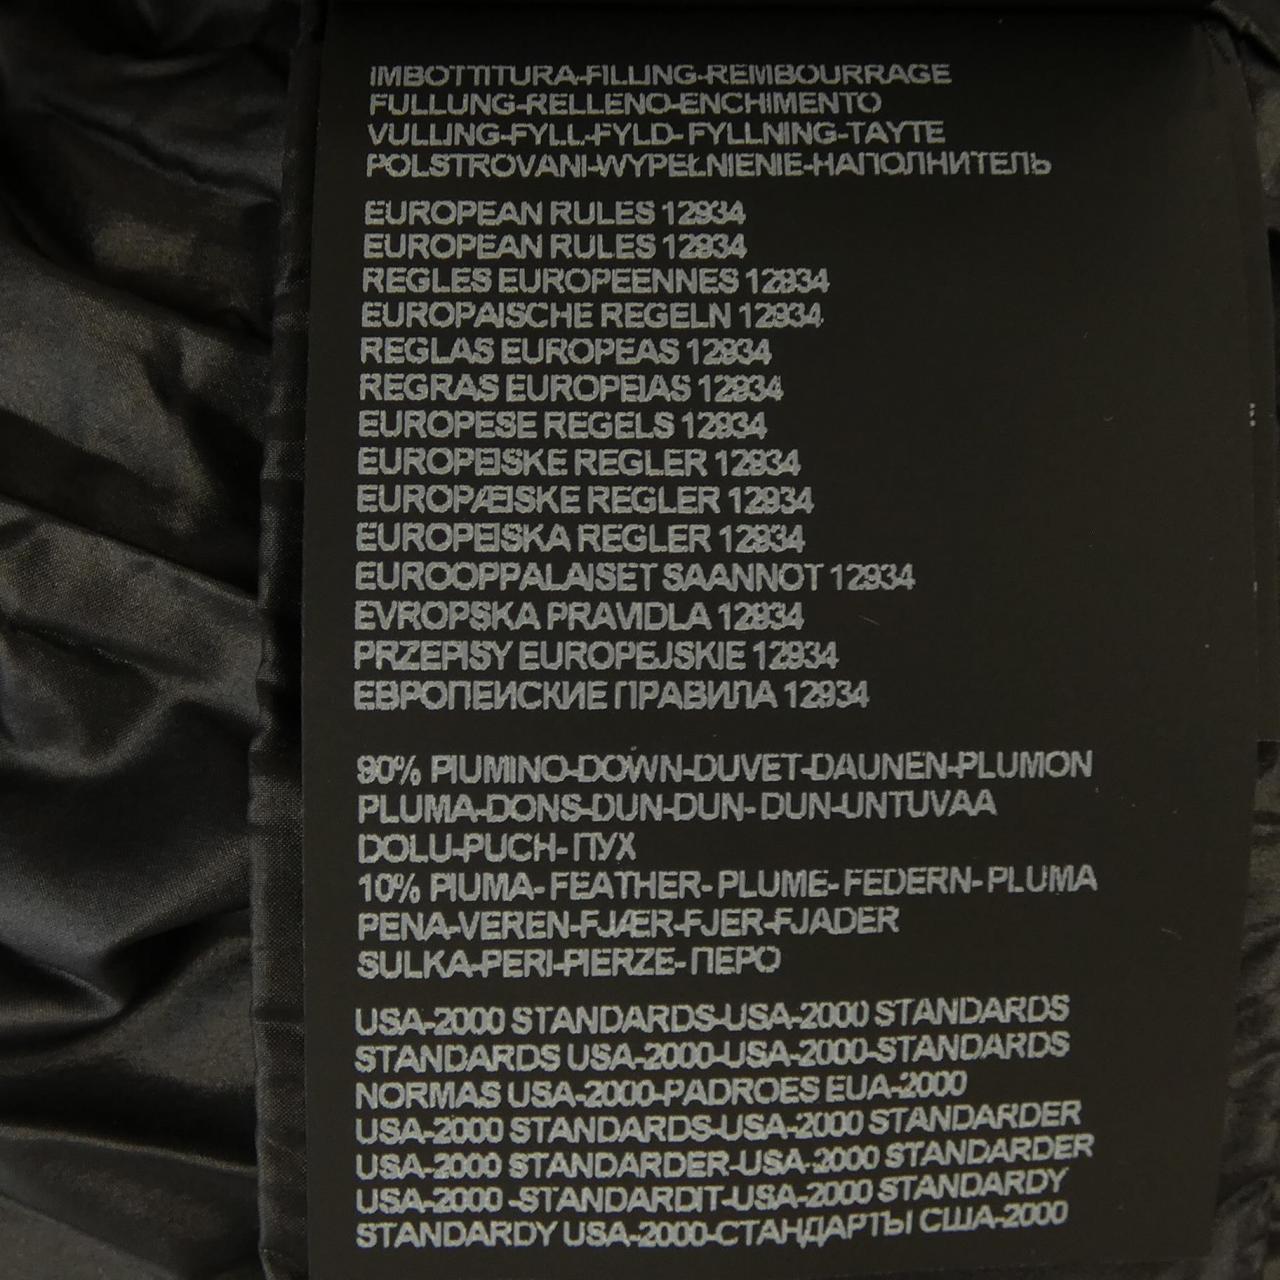 IMBOTTITURA-FILLING-REMBOURRAGE
FULLUNG-RELLENO-ENCHIMENTO
VULLING-FYLL-FYLD- FYLLNING-TAYTE
POLSTROVANI-WYPEŁNIENIE-НАПОЛНИТЕЛЬ
EUROPEAN RULES 12934
EUROPEAN RULES 12934
REGLES EUROPEENNES 12934
EUROPAISCHE REGELN 12934
REGLAS EUROPEAS 12934
REGRAS EUROPEIAS 12934
EUROPESE REGELS 12934
EUROPEISKE REGLER 12934
EUROPÆISKE REGLER 12934
EUROPEISKA REGLER 12934
EUROOPPALAISET SAANNOT 12934
EVROPSKA PRAVIDLA 12934
PRZEPISY EUROPEJSKIE 12934
ЕВРОПЕИСКИЕ ПРАВИЛА 12934
90% PIUMINO-DOWN-DUVET-DAUNEN-PLUMON
PLUMA-DONS-DUN-DUN- DUN-UNTUVAA
DOLU-PUCH- ПУХ
10% PIUMA- FEATHER- PLUME- FEDERN- PLUMA
PENA-VEREN-FJÆR-FJER-FJADER
SULKA-PERI-PIERZE- ПЕРО
USA-2000 STANDARDS-USA-2000 STANDARDS
STANDARDS USA-2000-USA-2000-STANDARDS
NORMAS USA-2000-PADROES EUA-2000
USA-2000 STANDARDS-USA-2000 STANDARDER
USA-2000 STANDARDER-USA-2000 STANDARDER
USA-2000 -STANDARDIT-USA-2000 STANDARDY
STANDARDY USA-2000-СТАНДАРТЫ США-2000